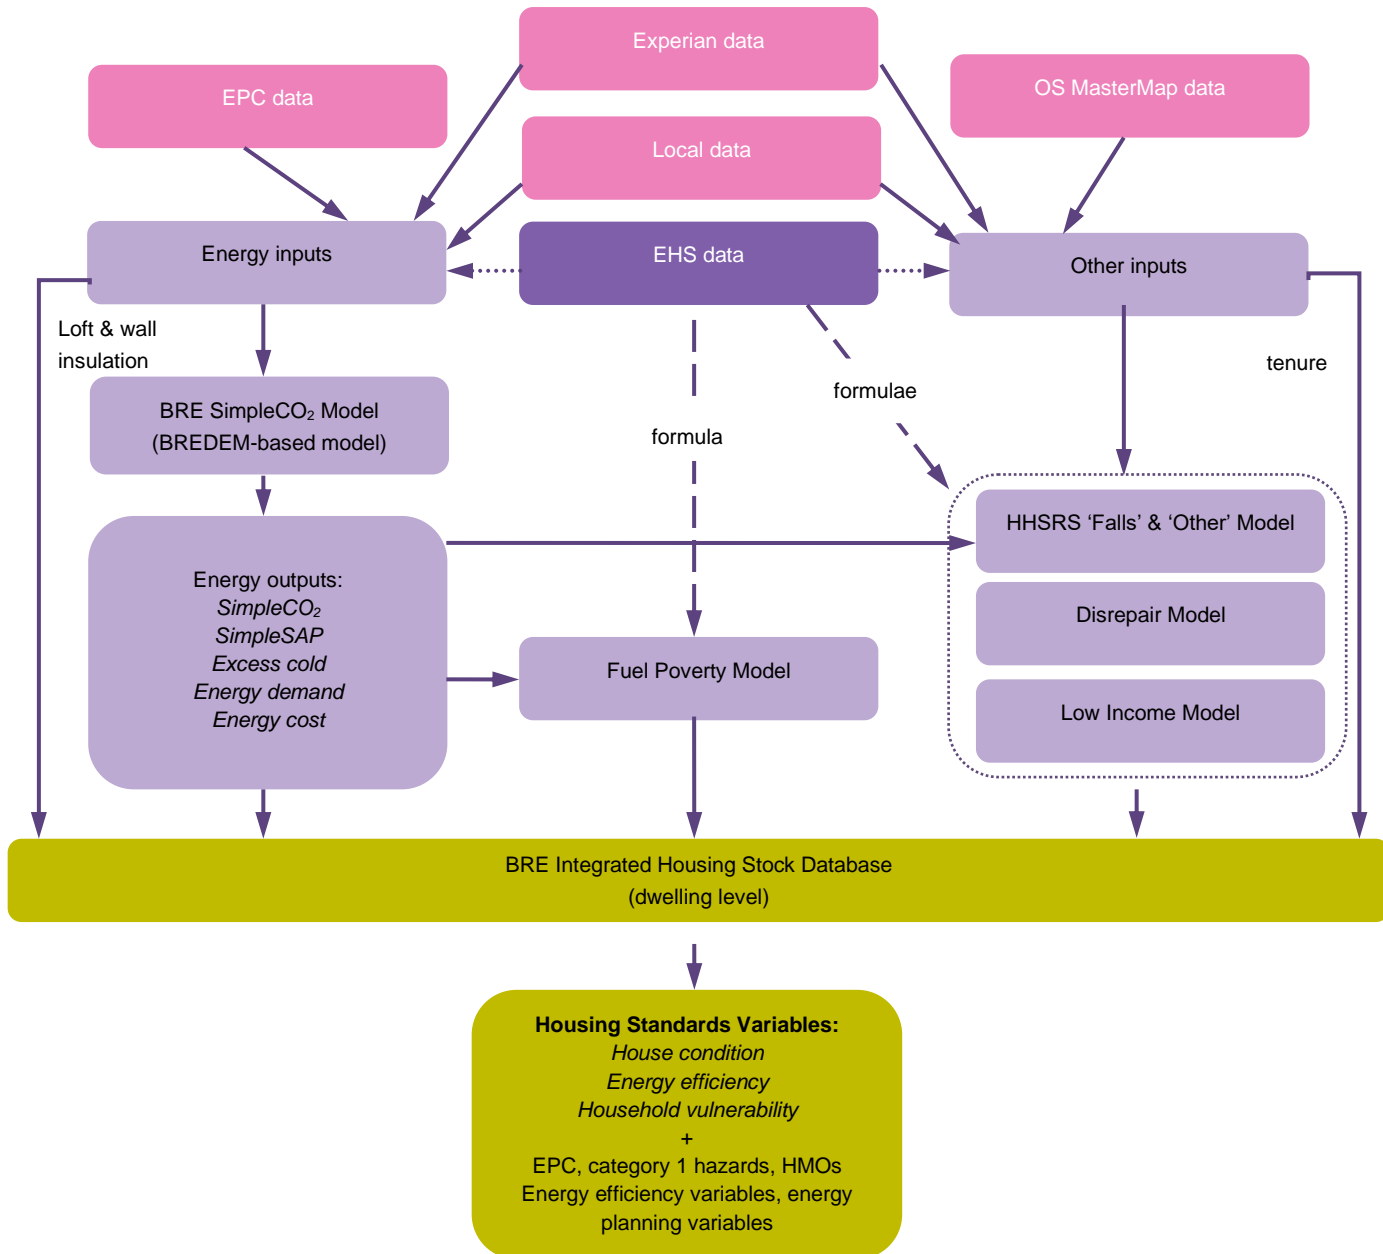 Experian data
EPC data
OS MasterMap data
Local data
Energy inputs
EHS data
Other inputs
Loft & wall
insulation
tenure
formulae
BRE SimpleCO₂ Model
(BREDEM-based model)
formula
HHSRS ‘Falls’ & ‘Other’ Model
Energy outputs:
SimpleCO₂
SimpleSAP
Excess cold
Energy demand
Energy cost
Disrepair Model
Fuel Poverty Model
Low Income Model
BRE Integrated Housing Stock Database
(dwelling level)
Housing Standards Variables:
House condition
Energy efficiency
Household vulnerability
+
EPC, category 1 hazards, HMOs
Energy efficiency variables, energy
planning variables